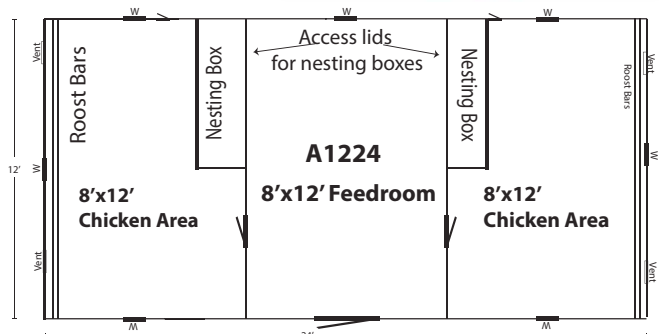 W
W
W
Vent
Roost Bars
Nesting Box
Access lids
for nesting boxes
Nesting Box
Roost Bars
Vent
A1224
8'x12' Feedroom
12'
W
W
8'x12'
Chicken Area
8'x12'
Chicken Area
Vent
Vent
W
W
24'